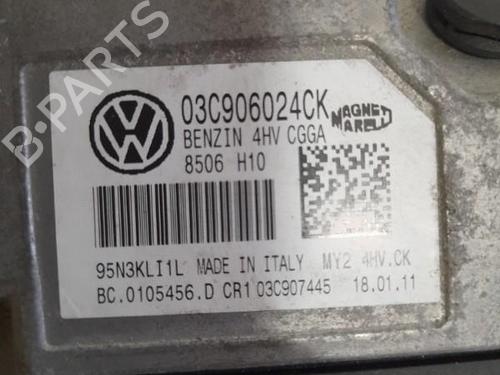 03C906024CK
MAGNETI
MARELLI
BENZIN 4HV CGGA
8506 H10
95N3KLI1L MADE IN ITALY MY2 4HV.CK
BC.0105456.D CR1 03C907445 18.01.11